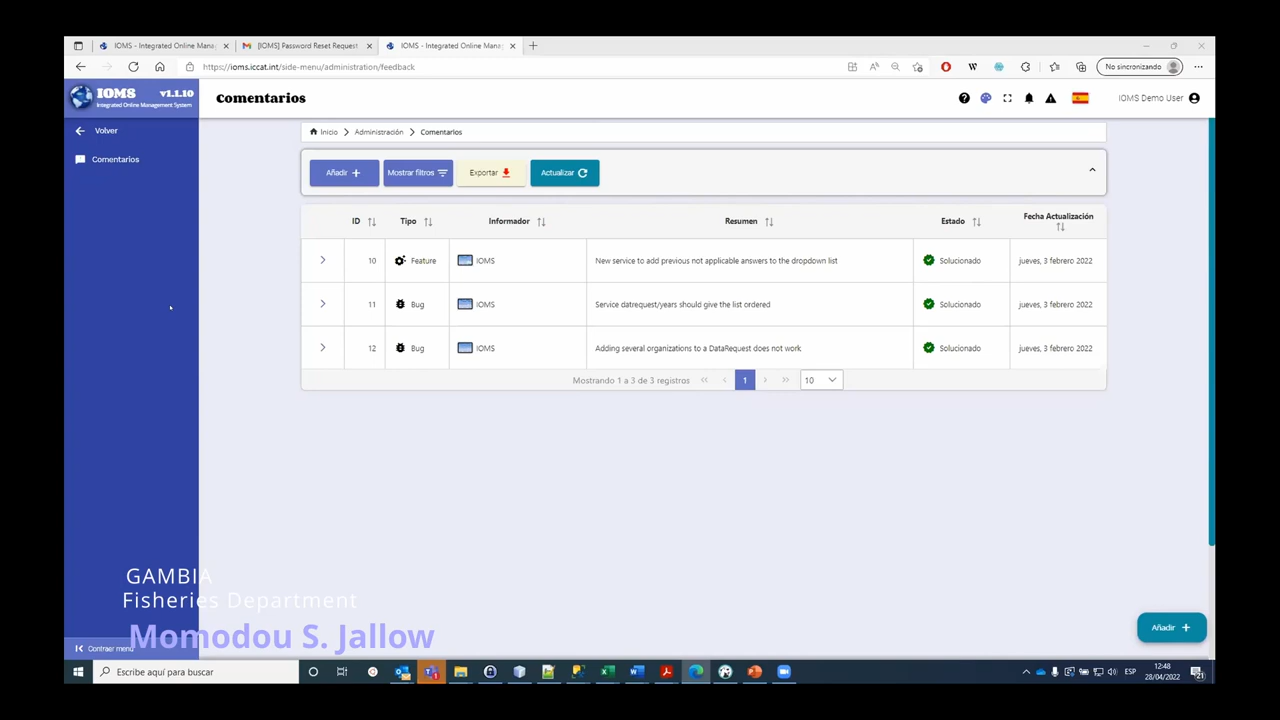 IOMS - Integrated Online Mana
[IOMS] Password Reset Request
IOMS - Integrated Online Mana
https://ioms.iccat.int/side-menu/administration/feedback
No sincronizando
IOMS v1.1.10
Integrated Online Management System
Comentarios
IOMS Demo User
Volver
Comentarios
Inicio > Administración > Comentarios
Añadir +
Mostrar filtros
Exportar
Actualizar
ID Tipo Informador Resumen Estado Fecha Actualización
10 Feature IOMS New service to add previous not applicable answers to the dropdown list Solucionado jueves, 3 febrero 2022
11 Bug IOMS Service datrequest/years should give the list ordered Solucionado jueves, 3 febrero 2022
12 Bug IOMS Adding several organizations to a DataRequest does not work Solucionado jueves, 3 febrero 2022
Mostrando 1 a 3 de 3 registros « ‹ 1 › » 10
GAMBIA
Fisheries Department
Momodou S. Jallow
Añadir +
Contraer menú
Escribe aquí para buscar
ESP
12:48
28/04/2022
21